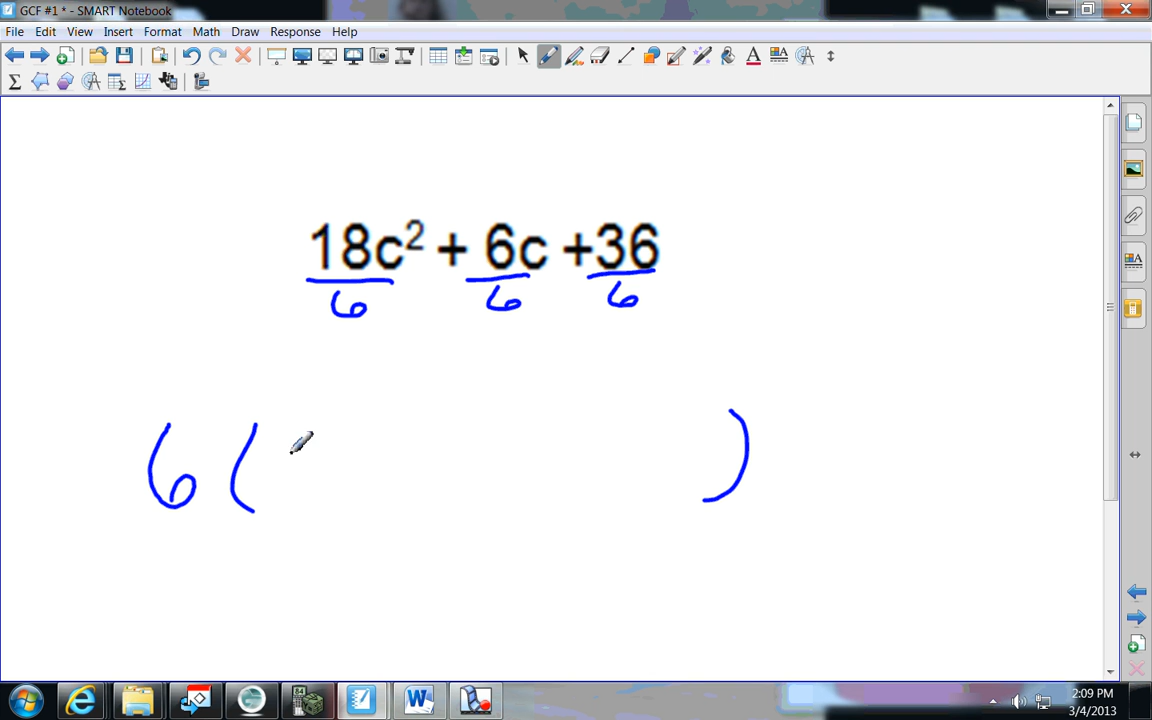 GCF #1 * - SMART Notebook
File Edit View Insert Format Math Draw Response Help
18c² + 6c +36
6 6 6
6 ( )
2:09 PM
3/4/2013